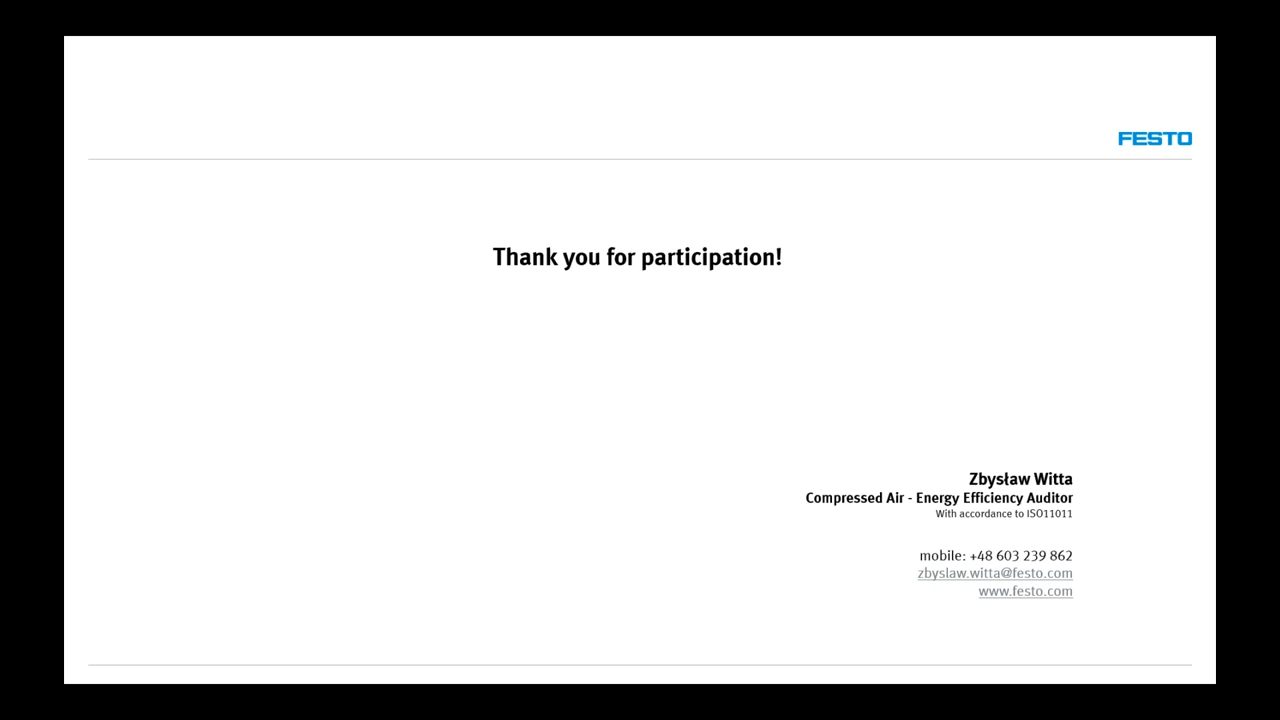 FESTO
Thank you for participation!
Zbysław Witta
Compressed Air - Energy Efficiency Auditor
With accordance to ISO11011
mobile: +48 603 239 862
zbyslaw.witta@festo.com
www.festo.com